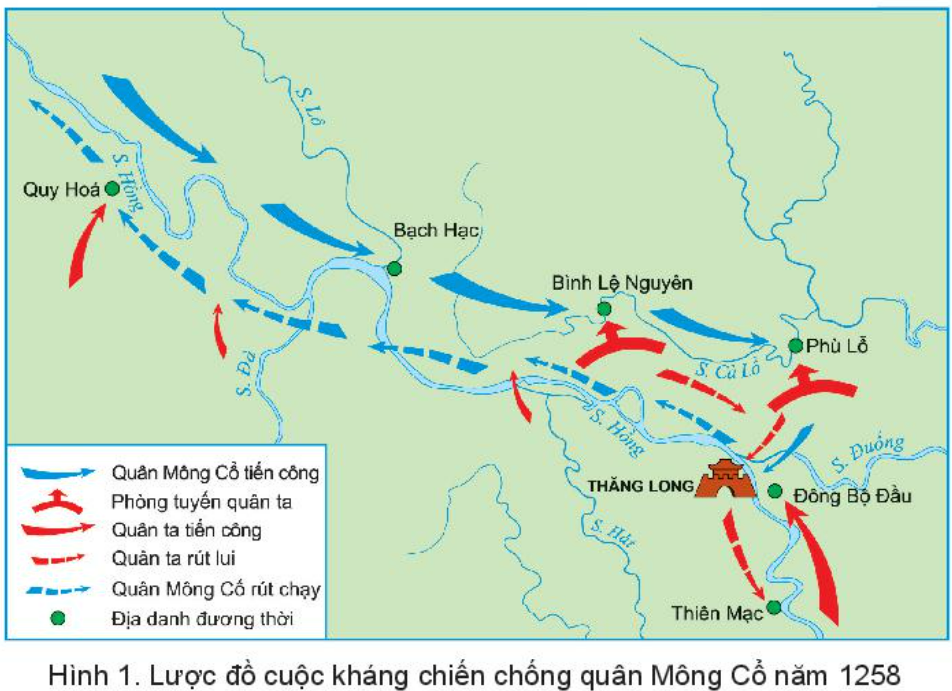 S. Lô
S. Hồng
Quy Hoá
Bạch Hạc
Bình Lệ Nguyên
Phù Lỗ
S. Cà Lồ
S. Đà
S. Hồng
S. Đuống
THĂNG LONG
Đông Bộ Đầu
S. Hát
Thiên Mạc
Quân Mông Cổ tiến công
Phòng tuyến quân ta
Quân ta tiến công
Quân ta rút lui
Quân Mông Cổ rút chạy
Địa danh đương thời
Hình 1. Lược đồ cuộc kháng chiến chống quân Mông Cổ năm 1258